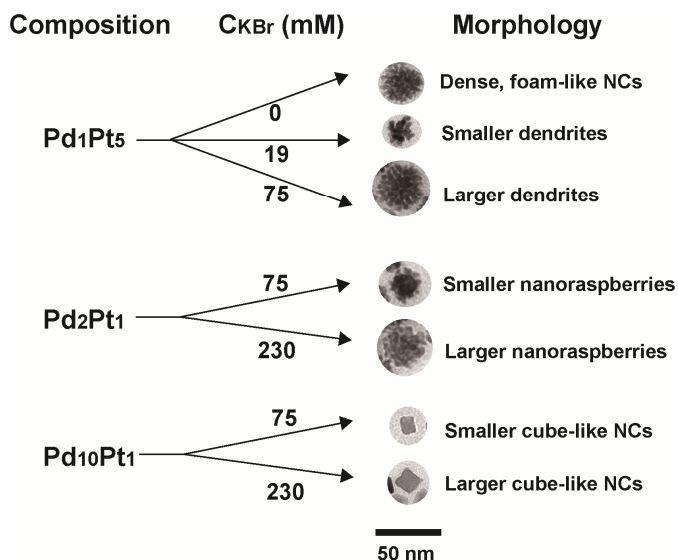 Composition CKBr (mM) Morphology
Dense, foam-like NCs
0
Pd1Pt5
Smaller dendrites
19
75
Larger dendrites
75
Smaller nanoraspberries
Pd2Pt1
230
Larger nanoraspberries
75
Smaller cube-like NCs
Pd10Pt1
230
Larger cube-like NCs
50 nm